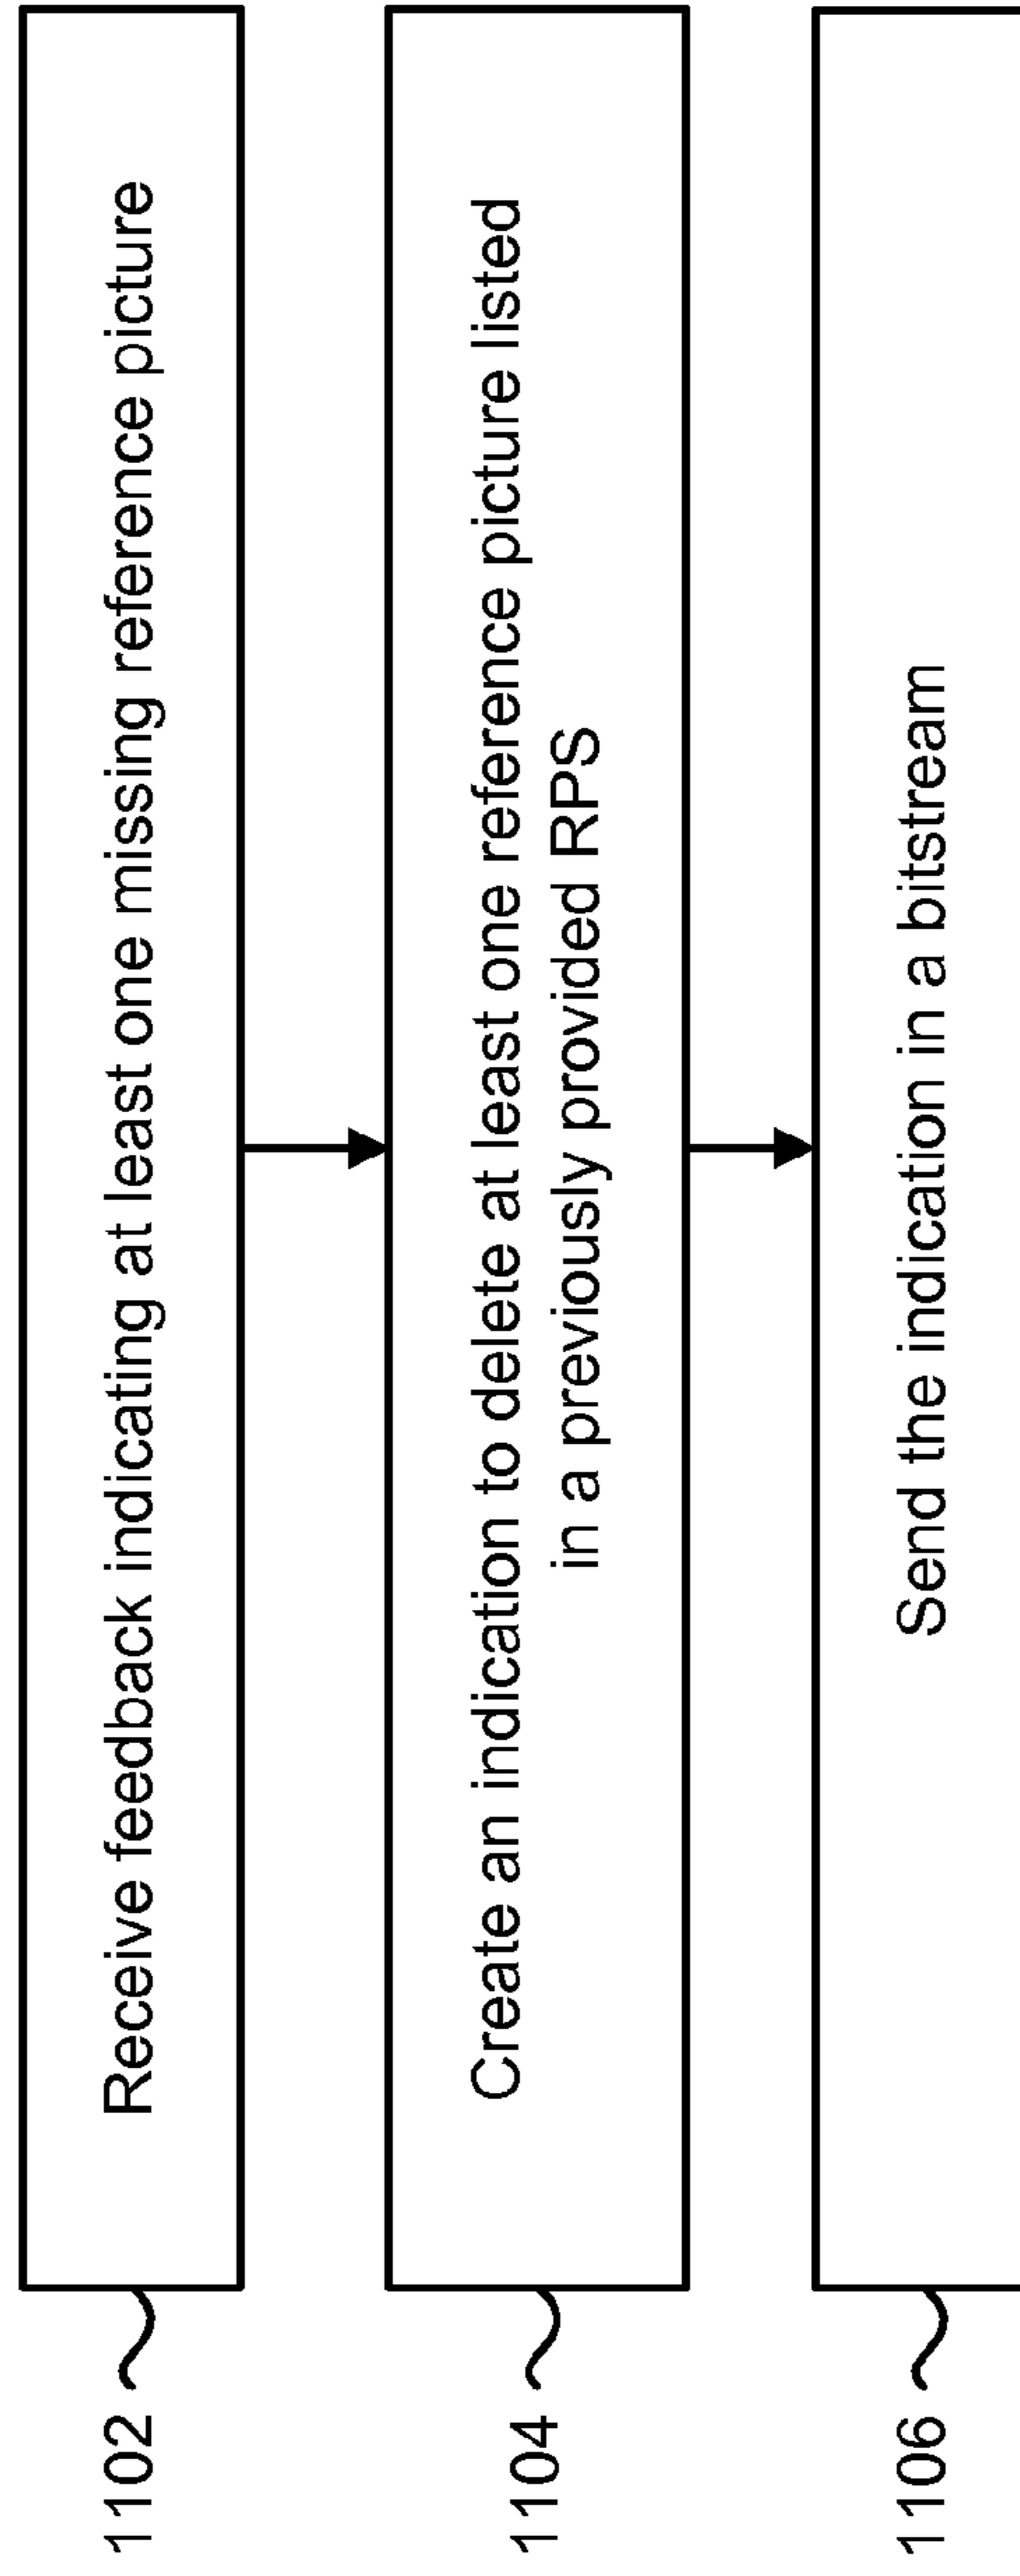 1102
Receive feedback indicating at least one missing reference picture
1104
Create an indication to delete at least one reference picture listed
in a previously provided RPS
1106
Send the indication in a bitstream